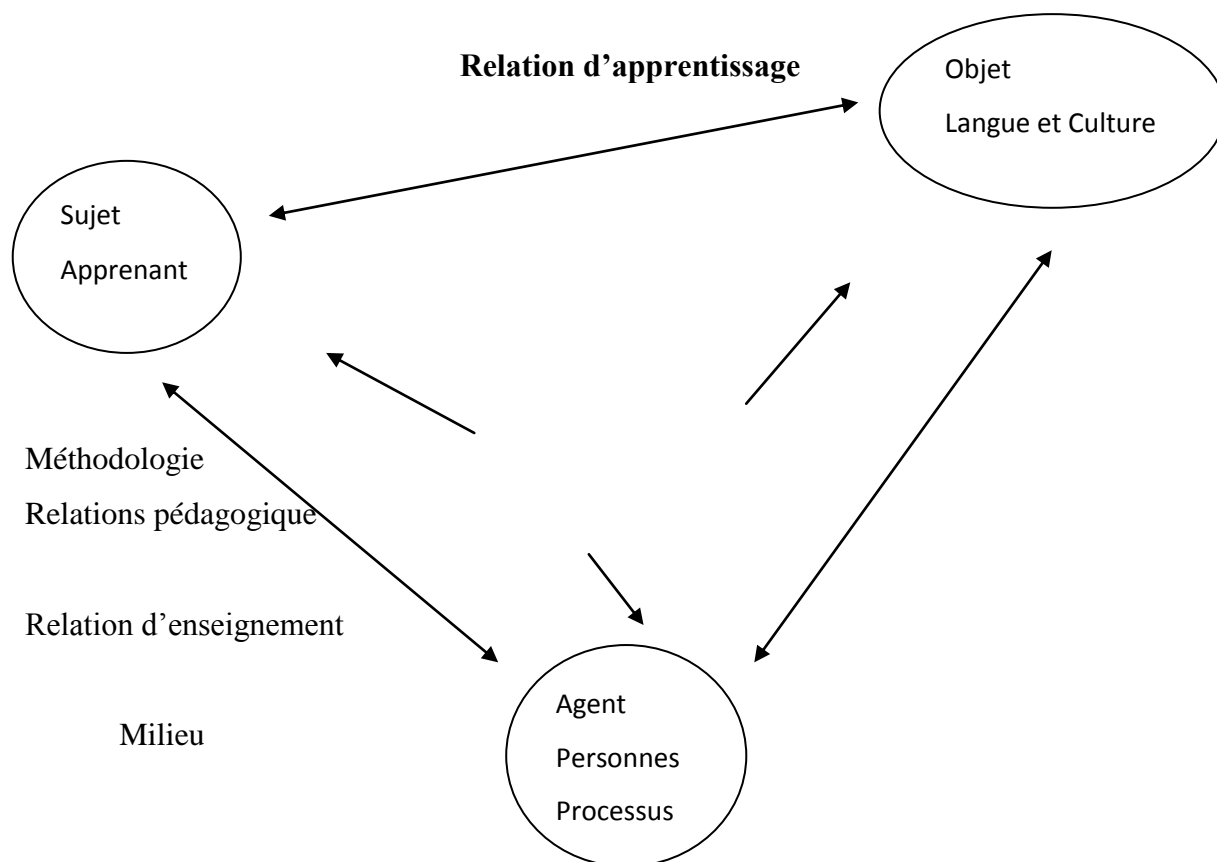 Relation d’apprentissage
Objet
Langue et Culture
Sujet
Apprenant
Méthodologie
Relations pédagogique
Relation d’enseignement
Milieu
Agent
Personnes
Processus